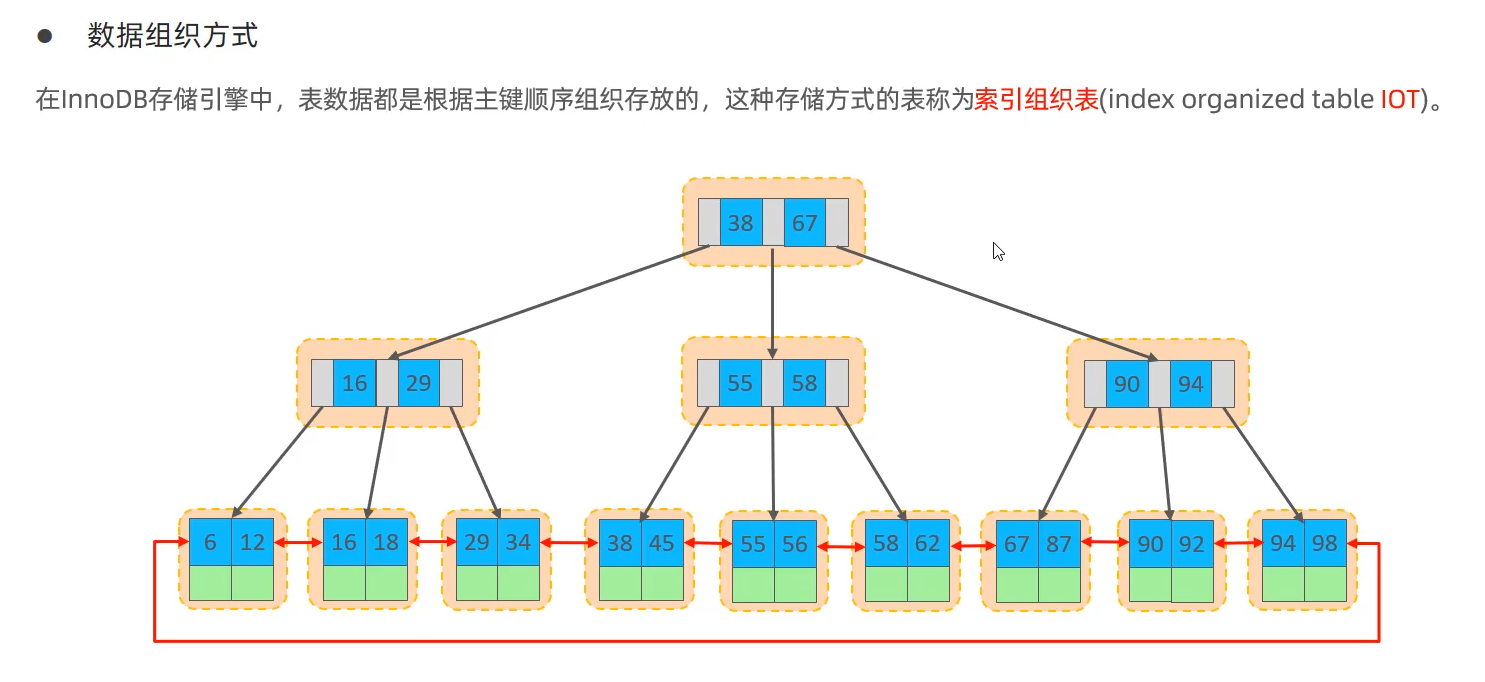 数据组织方式
在InnoDB存储引擎中，表数据都是根据主键顺序组织存放的，这种存储方式的表称为索引组织表(index organized table IOT)。
38 67
16 29 55 58 90 94
6 12 16 18 29 34 38 45 55 56 58 62 67 87 90 92 94 98